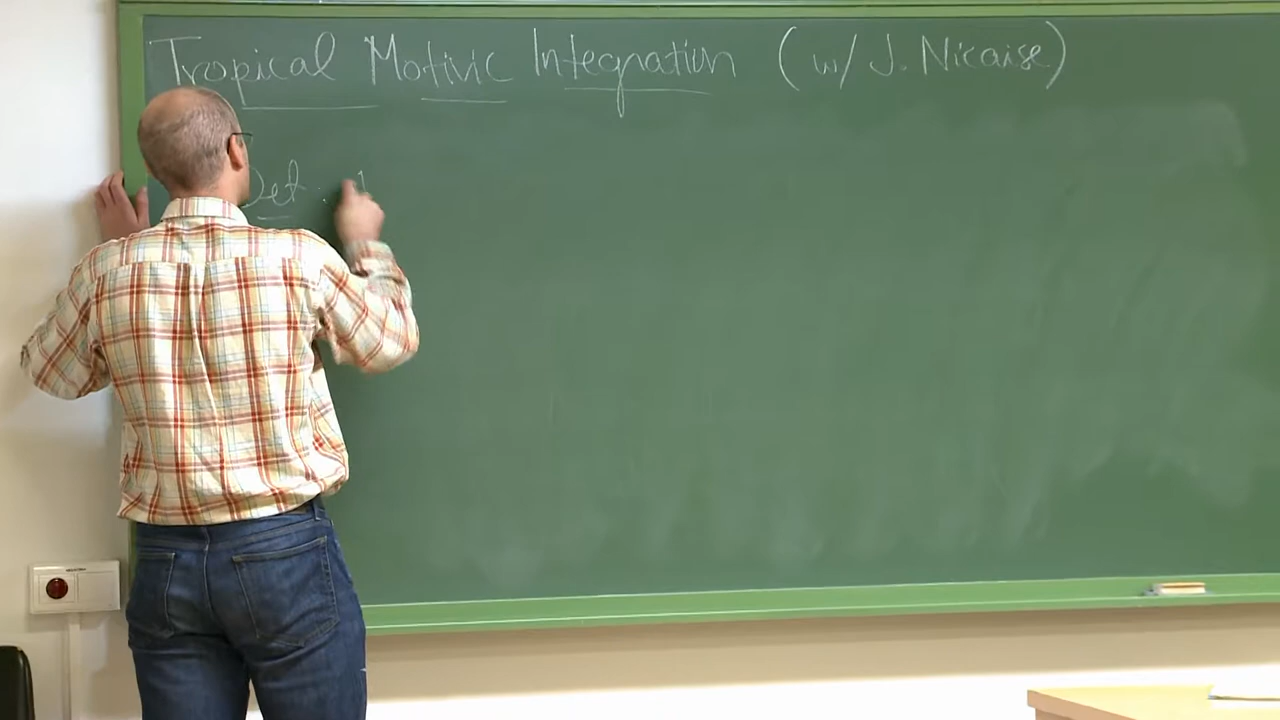 Tropical Motivic Integration (w/ J. Nicaise)
Def